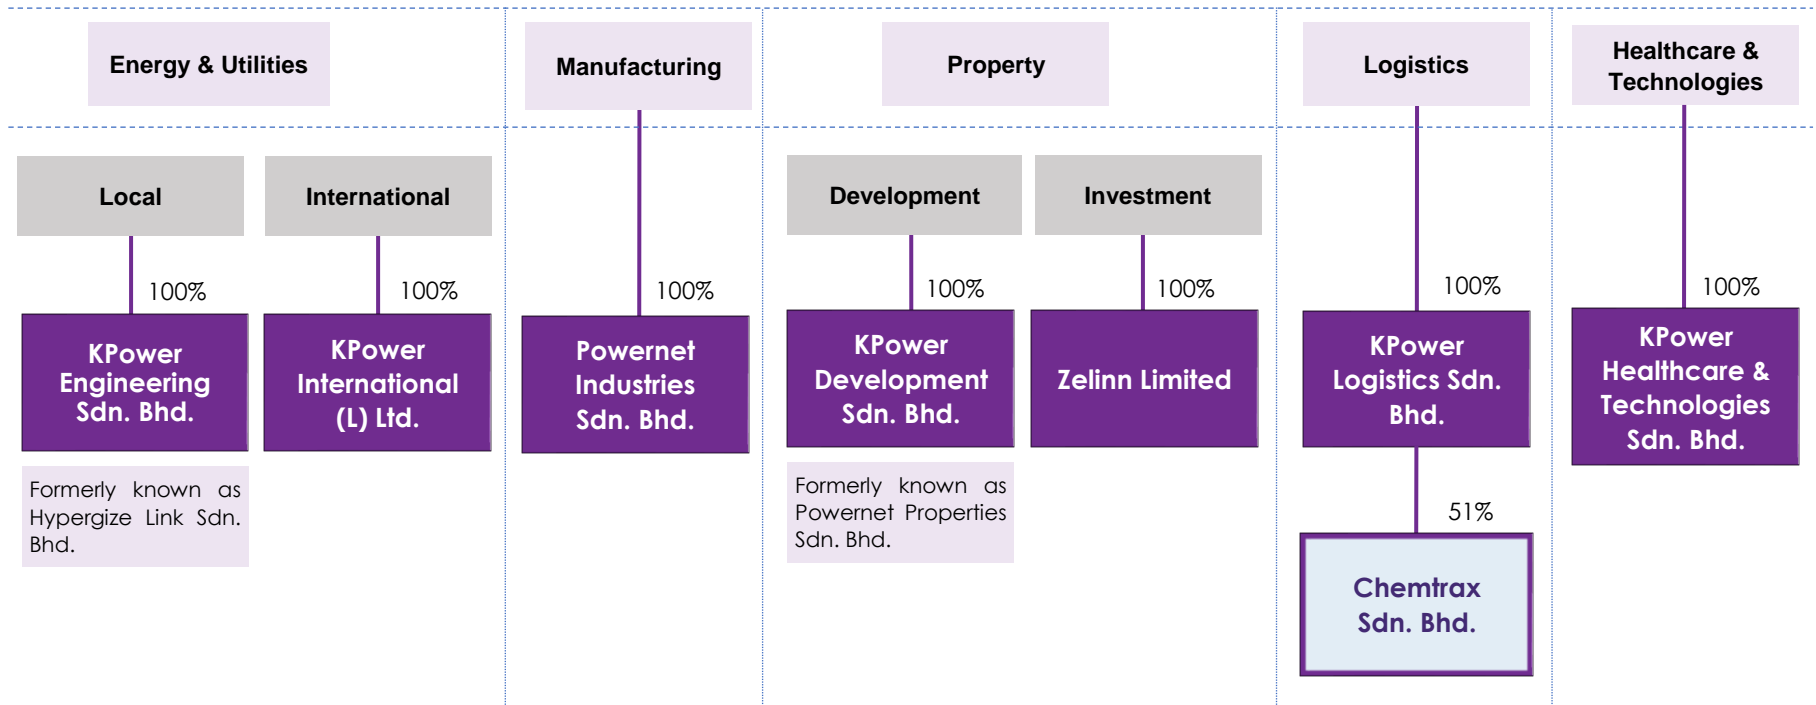 Energy & Utilities
Manufacturing
Property
Logistics
Healthcare &
Technologies
Local
International
Development
Investment
100%
100%
100%
100%
100%
100%
100%
KPower
Engineering
Sdn. Bhd.
KPower
International
(L) Ltd.
Powernet
Industries
Sdn. Bhd.
KPower
Development
Sdn. Bhd.
Zelinn Limited
KPower
Logistics Sdn.
Bhd.
KPower
Healthcare &
Technologies
Sdn. Bhd.
Formerly known as
Hypergize Link Sdn.
Bhd.
Formerly known as
Powernet Properties
Sdn. Bhd.
51%
Chemtrax
Sdn. Bhd.